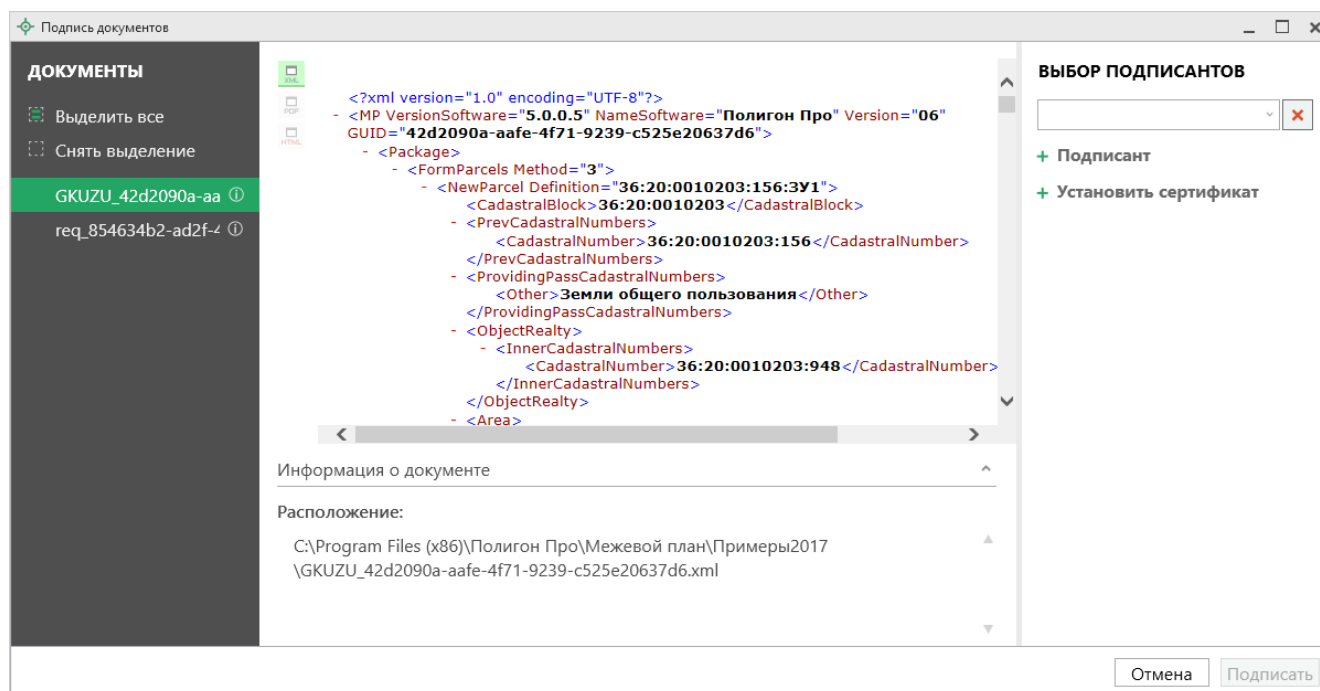 Подпись документов
ДОКУМЕНТЫ
Выделить все
Снять выделение
GKUZU_42d2090a-aa
req_854634b2-ad2f-4
XML
PDF
HTML
<?xml version="1.0" encoding="UTF-8"?>
- <MP VersionSoftware="5.0.0.5" NameSoftware="Полигон Про" Version="06"
GUID="42d2090a-aafe-4f71-9239-c525e20637d6">
- <Package>
- <FormParcels Method="3">
- <NewParcel Definition="36:20:0010203:156:ЗУ1">
<CadastralBlock>36:20:0010203</CadastralBlock>
- <PrevCadastralNumbers>
<CadastralNumber>36:20:0010203:156</CadastralNumber>
</PrevCadastralNumbers>
- <ProvidingPassCadastralNumbers>
<Other>Земли общего пользования</Other>
</ProvidingPassCadastralNumbers>
- <ObjectRealty>
- <InnerCadastralNumbers>
<CadastralNumber>36:20:0010203:948</CadastralNumber>
</InnerCadastralNumbers>
</ObjectRealty>
- <Area>
Информация о документе
Расположение:
C:\Program Files (x86)\Полигон Про\Межевой план\Примеры2017
\GKUZU_42d2090a-aafe-4f71-9239-c525e20637d6.xml
ВЫБОР ПОДПИСАНТОВ
+ Подписант
+ Установить сертификат
Отмена
Подписать